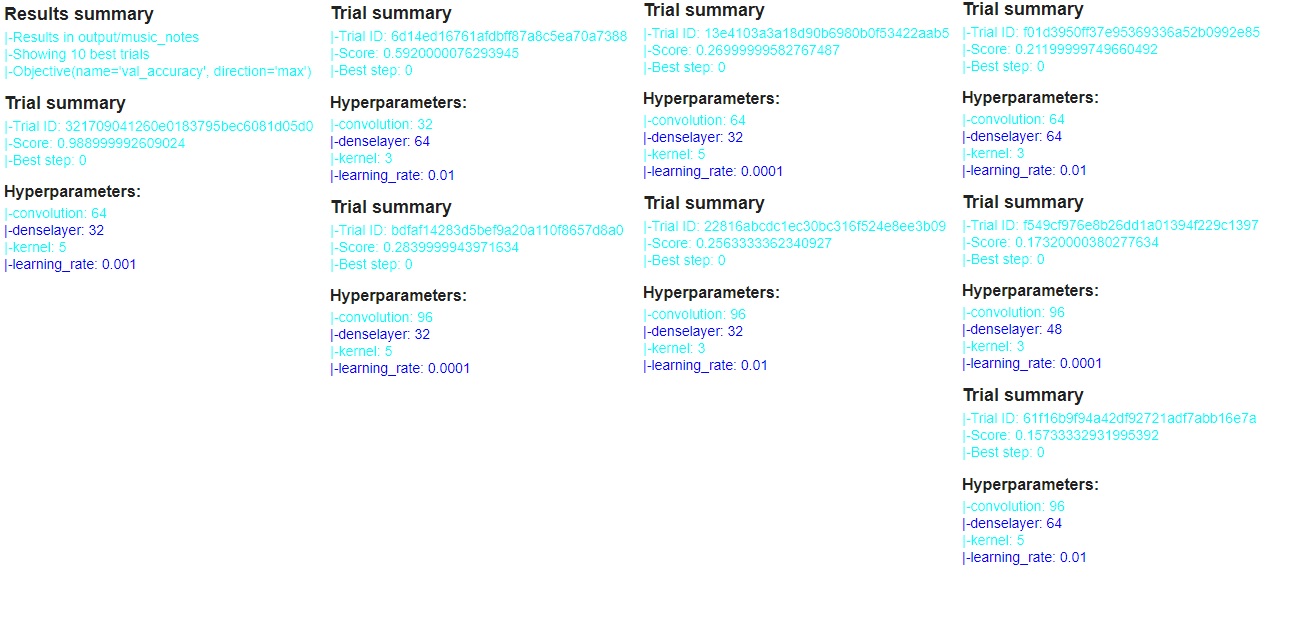 Results summary
|-Results in output/music_notes
|-Showing 10 best trials
|-Objective(name='val_accuracy', direction='max')
Trial summary
|-Trial ID: 321709041260e0183795bec6081d05d0
|-Score: 0.988999992609024
|-Best step: 0
Hyperparameters:
|-convolution: 64
|-denselayer: 32
|-kernel: 5
|-learning_rate: 0.001
Trial summary
|-Trial ID: 6d14ed16761afdbff87a8c5ea70a7388
|-Score: 0.5920000076293945
|-Best step: 0
Hyperparameters:
|-convolution: 32
|-denselayer: 64
|-kernel: 3
|-learning_rate: 0.01
Trial summary
|-Trial ID: bdfaf14283d5bef9a20a110f8657d8a0
|-Score: 0.2839999943971634
|-Best step: 0
Hyperparameters:
|-convolution: 96
|-denselayer: 32
|-kernel: 5
|-learning_rate: 0.0001
Trial summary
|-Trial ID: 13e4103a3a18d90b6980b0f53422aab5
|-Score: 0.26999999582767487
|-Best step: 0
Hyperparameters:
|-convolution: 64
|-denselayer: 32
|-kernel: 5
|-learning_rate: 0.0001
Trial summary
|-Trial ID: 22816abcdc1ec30bc316f524e8ee3b09
|-Score: 0.2563333362340927
|-Best step: 0
Hyperparameters:
|-convolution: 96
|-denselayer: 32
|-kernel: 3
|-learning_rate: 0.01
Trial summary
|-Trial ID: f01d3950ff37e95369336a52b0992e85
|-Score: 0.21199999749660492
|-Best step: 0
Hyperparameters:
|-convolution: 64
|-denselayer: 64
|-kernel: 3
|-learning_rate: 0.01
Trial summary
|-Trial ID: f549cf976e8b26dd1a01394f229c1397
|-Score: 0.17320000380277634
|-Best step: 0
Hyperparameters:
|-convolution: 96
|-denselayer: 48
|-kernel: 3
|-learning_rate: 0.0001
Trial summary
|-Trial ID: 61f16b9f94a42df92721adf7abb16e7a
|-Score: 0.15733332931995392
|-Best step: 0
Hyperparameters:
|-convolution: 96
|-denselayer: 64
|-kernel: 5
|-learning_rate: 0.01